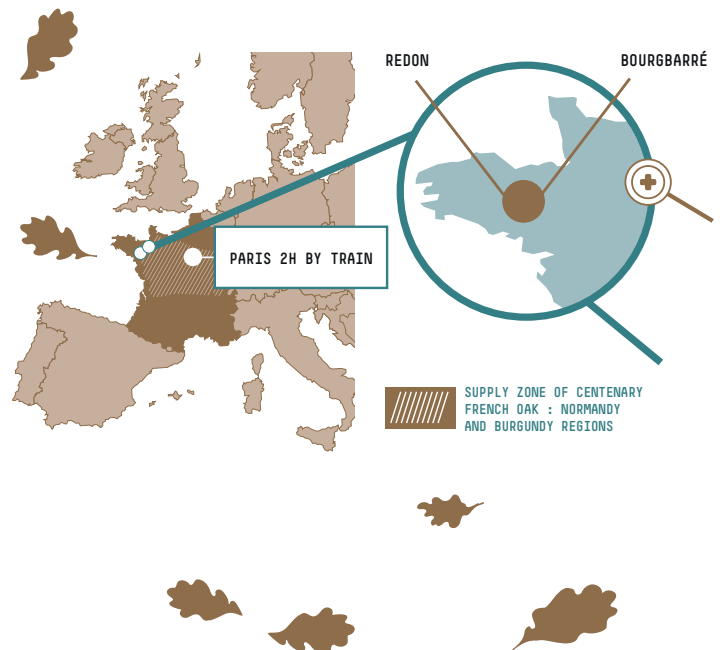 REDON
BOURGBARRÉ
PARIS 2H BY TRAIN
SUPPLY ZONE OF CENTENARY
FRENCH OAK : NORMANDY
AND BURGUNDY REGIONS